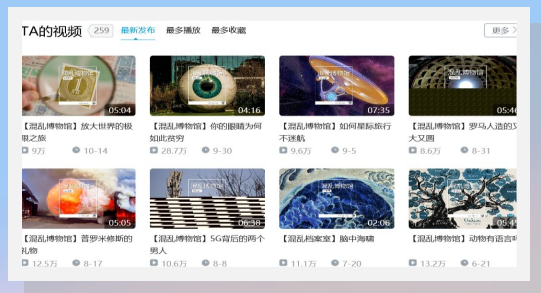 TA的视频 259 最新发布 最多播放 最多收藏 更多
05:04 04:16 07:35 05:46
【混乱博物馆】放大世界的极 【混乱博物馆】你的眼睛为何 【混乱博物馆】如何星际旅行 【混乱博物馆】罗马人造的又
限之旅 如此贫穷 不迷航 大又圆
9万 10-14 28.7万 9-30 9.6万 9-5 8.6万 8-31
05:05 06:38 02:06 05:45
【混乱博物馆】普罗米修斯的 【混乱博物馆】5G背后的两个 【混乱档案室】脑中海啸 【混乱博物馆】动物有语言吗
礼物 男人
12.5万 8-17 10.6万 8-8 11.1万 7-20 13.2万 6-21